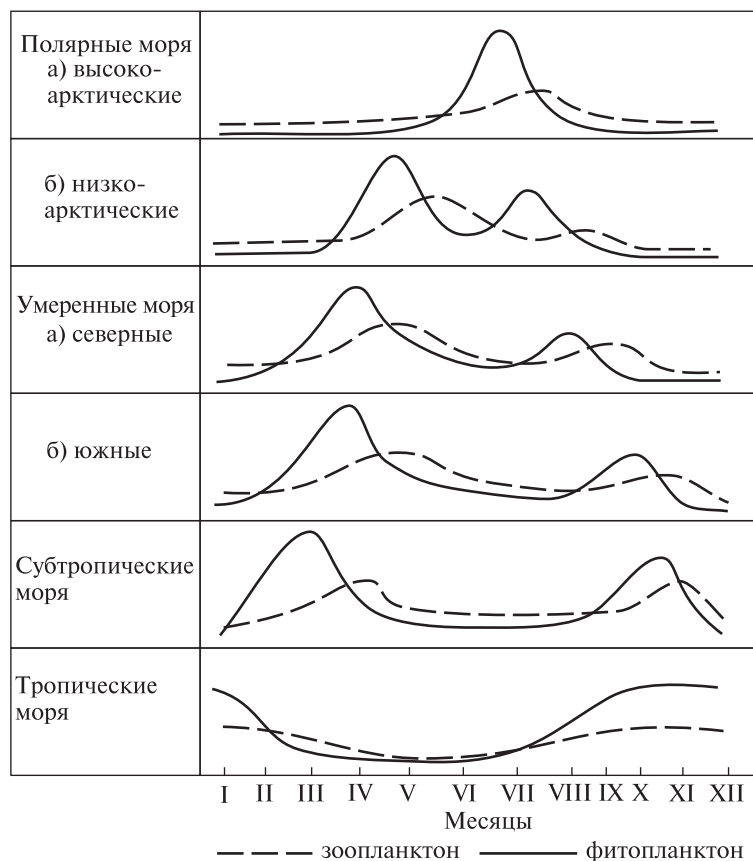 Полярные моря
а) высоко-
арктические
б) низко-
арктические
Умеренные моря
а) северные
б) южные
Субтропические
моря
Тропические
моря
I II III IV V VI VII VIII IX X XI XII
Месяцы
зоопланктон фитопланктон